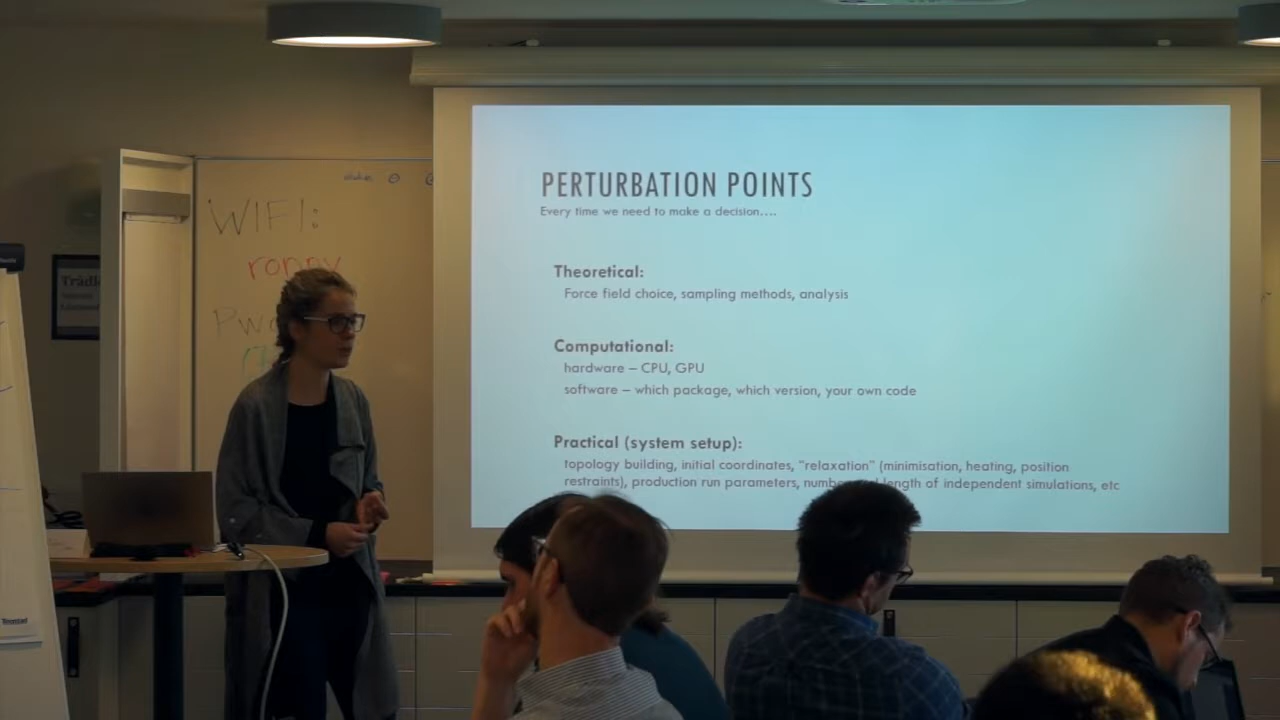 WIFI:
ronny
Trädi
PERTURBATION POINTS
Every time we need to make a decision....
Theoretical:
Force field choice, sampling methods, analysis
Computational:
hardware – CPU, GPU
software – which package, which version, your own code
Practical (system setup):
topology building, initial coordinates, "relaxation" (minimisation, heating, position
restraints), production run parameters, length of independent simulations, etc